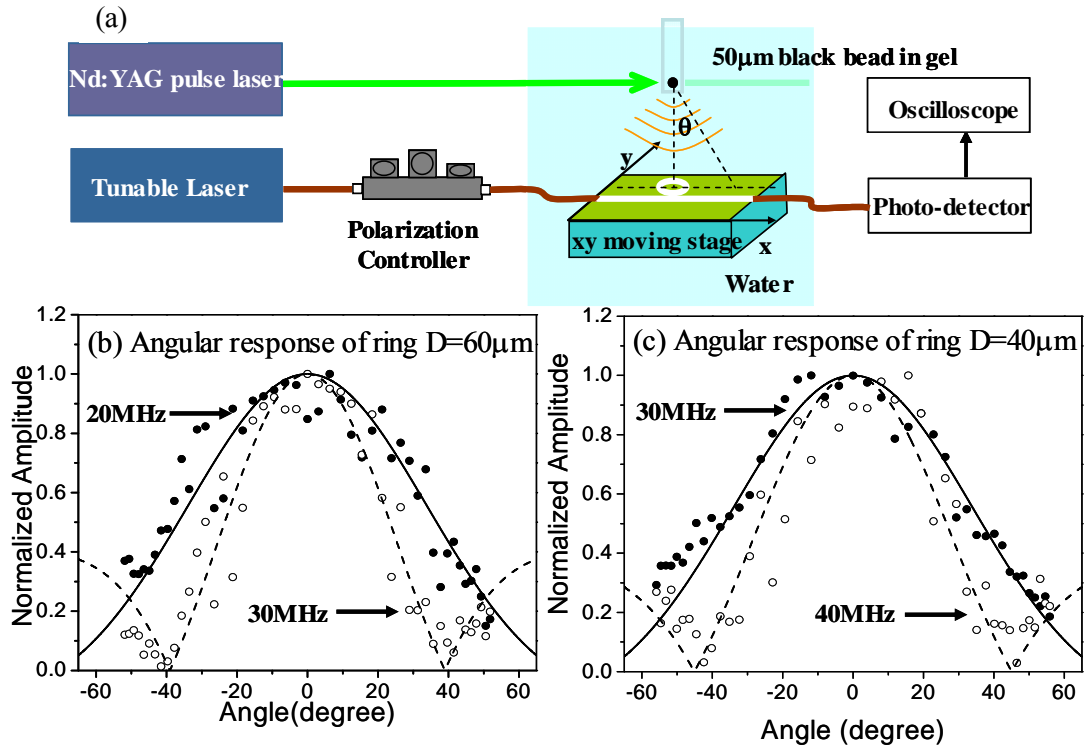 (a)
Nd:YAG pulse laser
50μm black bead in gel
Oscilloscope
θ
y
Tunable Laser
Photo-detector
Polarization
Controller
xy moving stage
x
Water
(b) Angular response of ring D=60μm
Normalized Amplitude
1.2
1.0
0.8
0.6
0.4
0.2
0.0
20MHz
30MHz
-60
-40
-20
0
20
40
60
Angle(degree)
(c) Angular response of ring D=40μm
Normalized Amplitude
1.2
1.0
0.8
0.6
0.4
0.2
0.0
30MHz
40MHz
-60
-40
-20
0
20
40
60
Angle (degree)